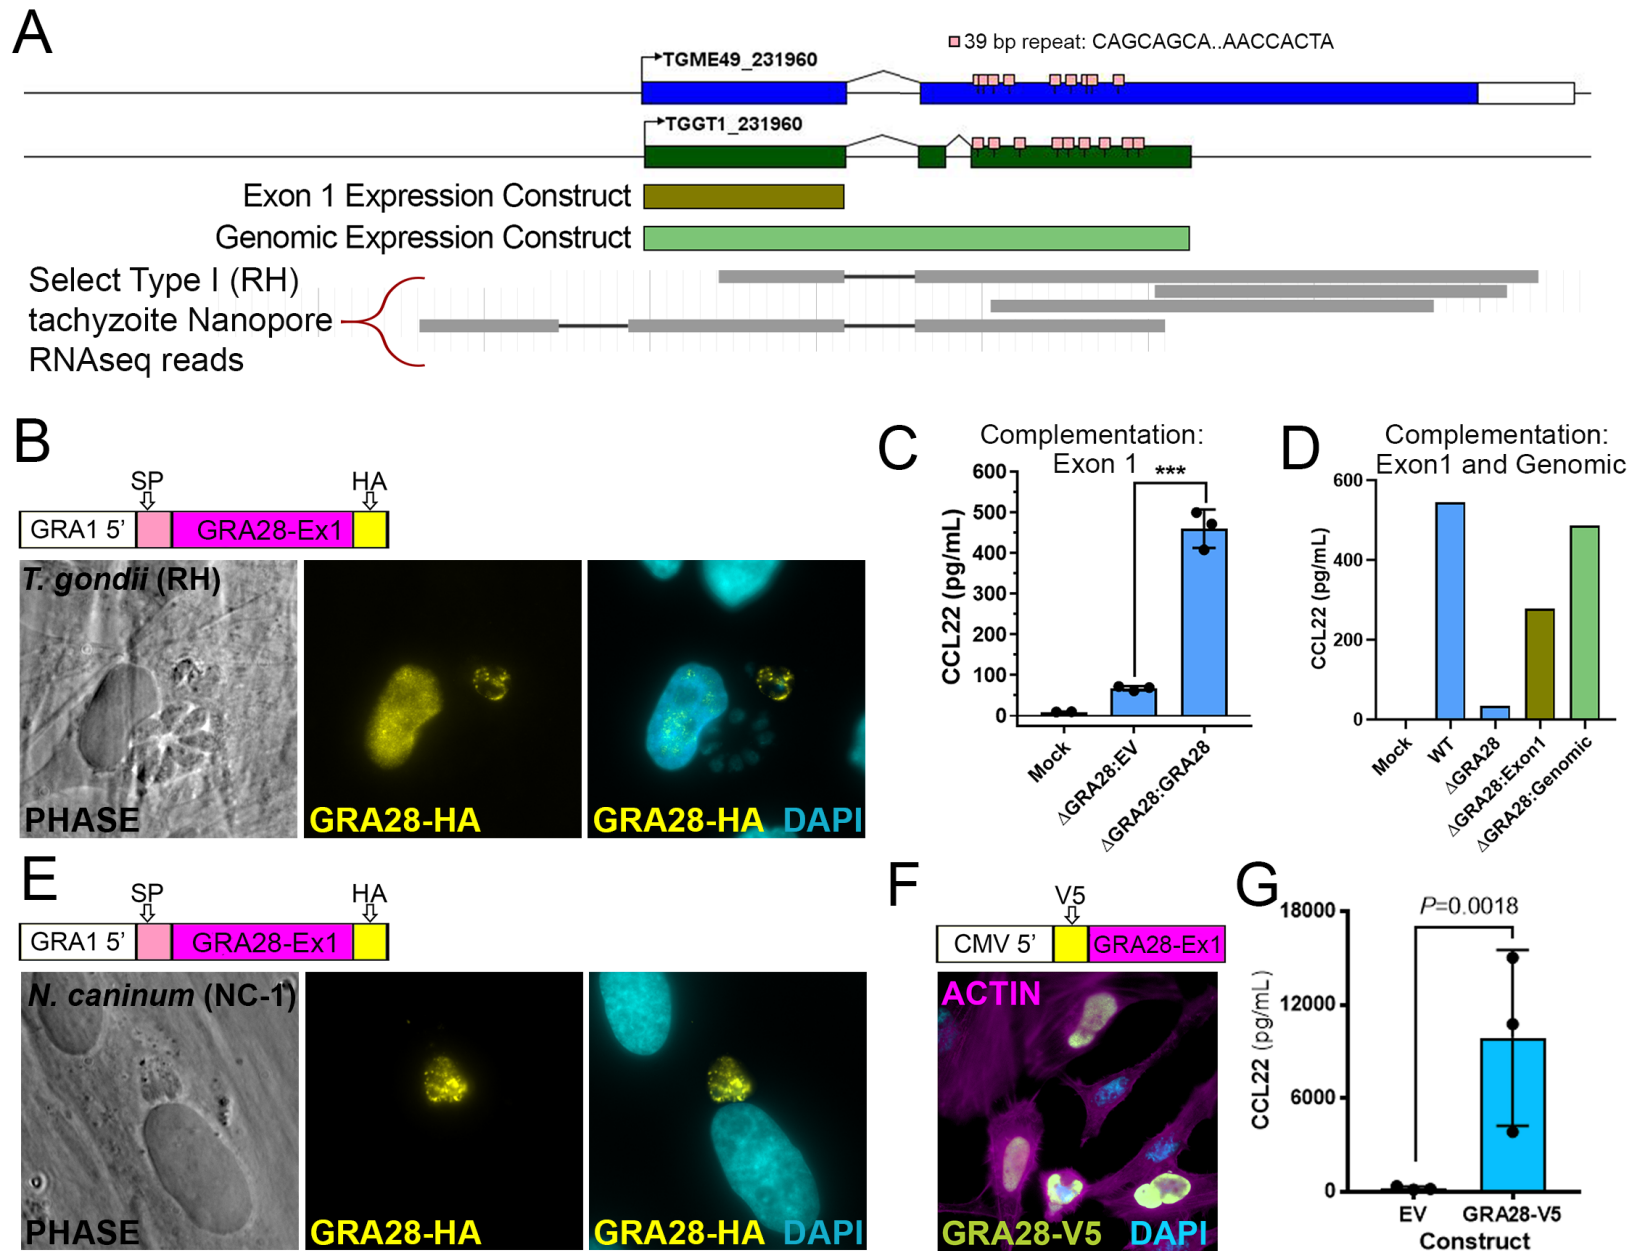 A
39 bp repeat: CAGCAGCA..AACCACTA
TGME49_231960
TGGT1_231960
Exon 1 Expression Construct
Genomic Expression Construct
Select Type I (RH)
tachyzoite Nanopore
RNAseq reads
B
SP
HA
GRA1 5’
GRA28-Ex1
T. gondii (RH)
PHASE
GRA28-HA
GRA28-HA DAPI
C
Complementation:
Exon 1
***
CCL22 (pg/mL)
600
500
400
300
200
100
0
Mock
ΔGRA28:EV
ΔGRA28:GRA28
D
Complementation:
Exon1 and Genomic
CCL22 (pg/mL)
600
400
200
0
Mock
WT
ΔGRA28
ΔGRA28:Exon1
ΔGRA28:Genomic
E
SP
HA
GRA1 5’
GRA28-Ex1
N. caninum (NC-1)
PHASE
GRA28-HA
GRA28-HA DAPI
F
V5
CMV 5’
GRA28-Ex1
ACTIN
GRA28-V5 DAPI
G
P=0.0018
CCL22 (pg/mL)
18000
12000
6000
0
EV
GRA28-V5
Construct